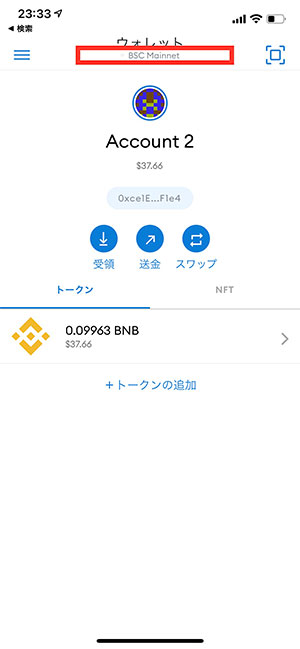 23:33
◀ 検索
ウォレット
BSC Mainnet
Account 2
$37.66
0xce1E...F1e4
受領 送金 スワップ
トークン NFT
0.09963 BNB
$37.66
+トークンの追加